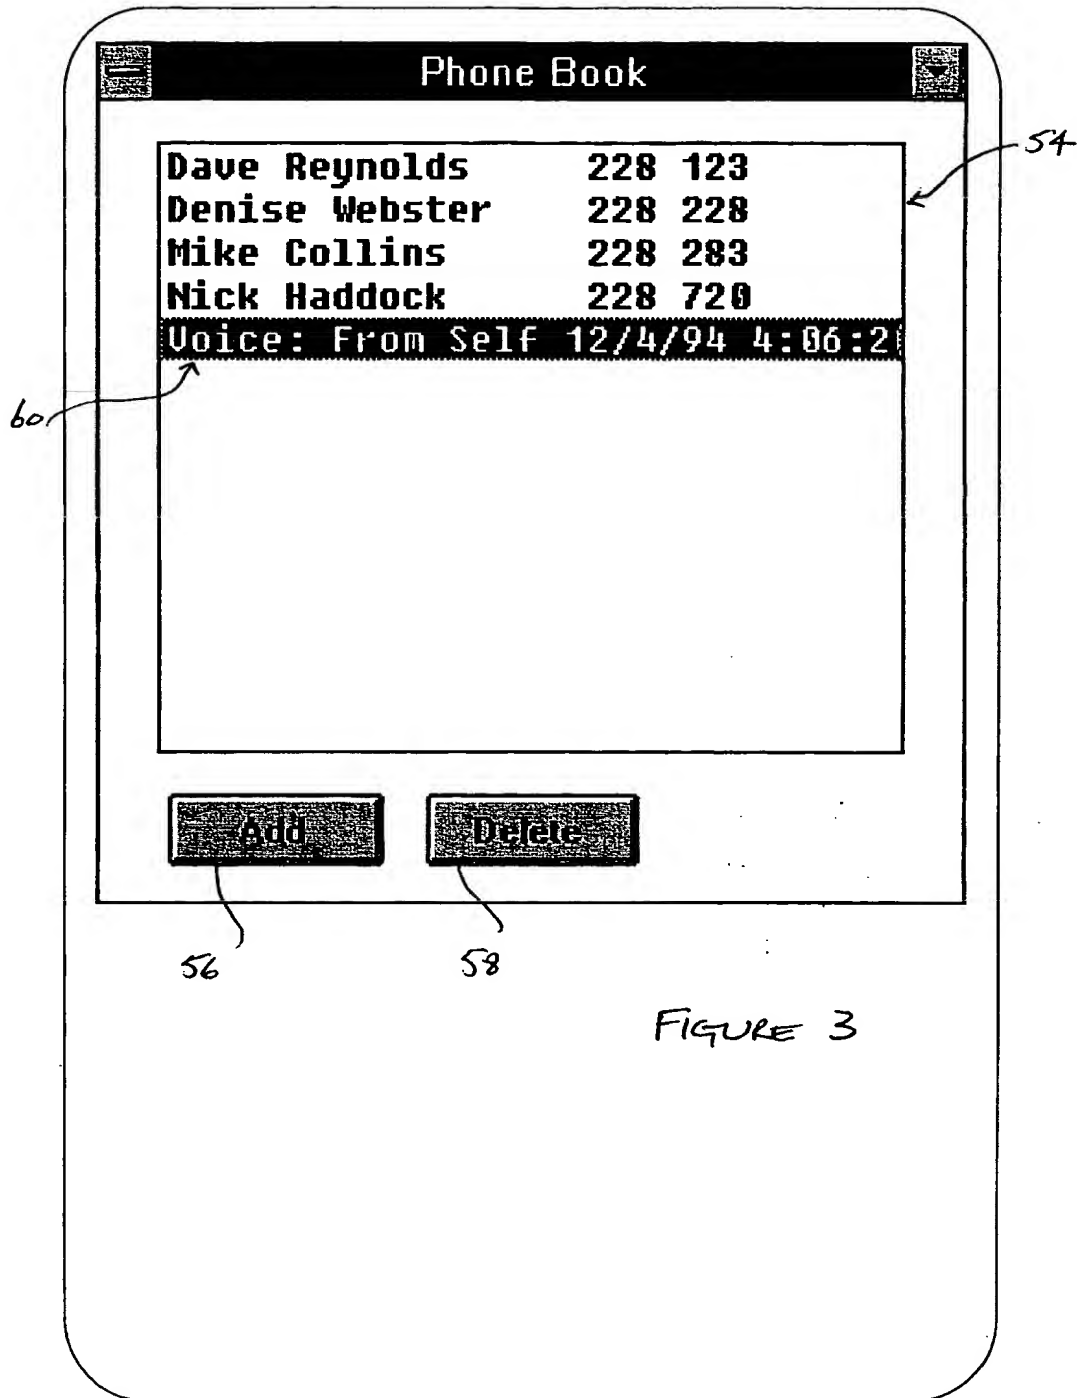 Phone Book
54
Dave Reynolds 228 123
Denise Webster 228 228
Mike Collins 228 283
Nick Haddock 228 720
Voice: From Self 12/4/94 4:06:2
60
Add Delete
56 58
FIGURE 3